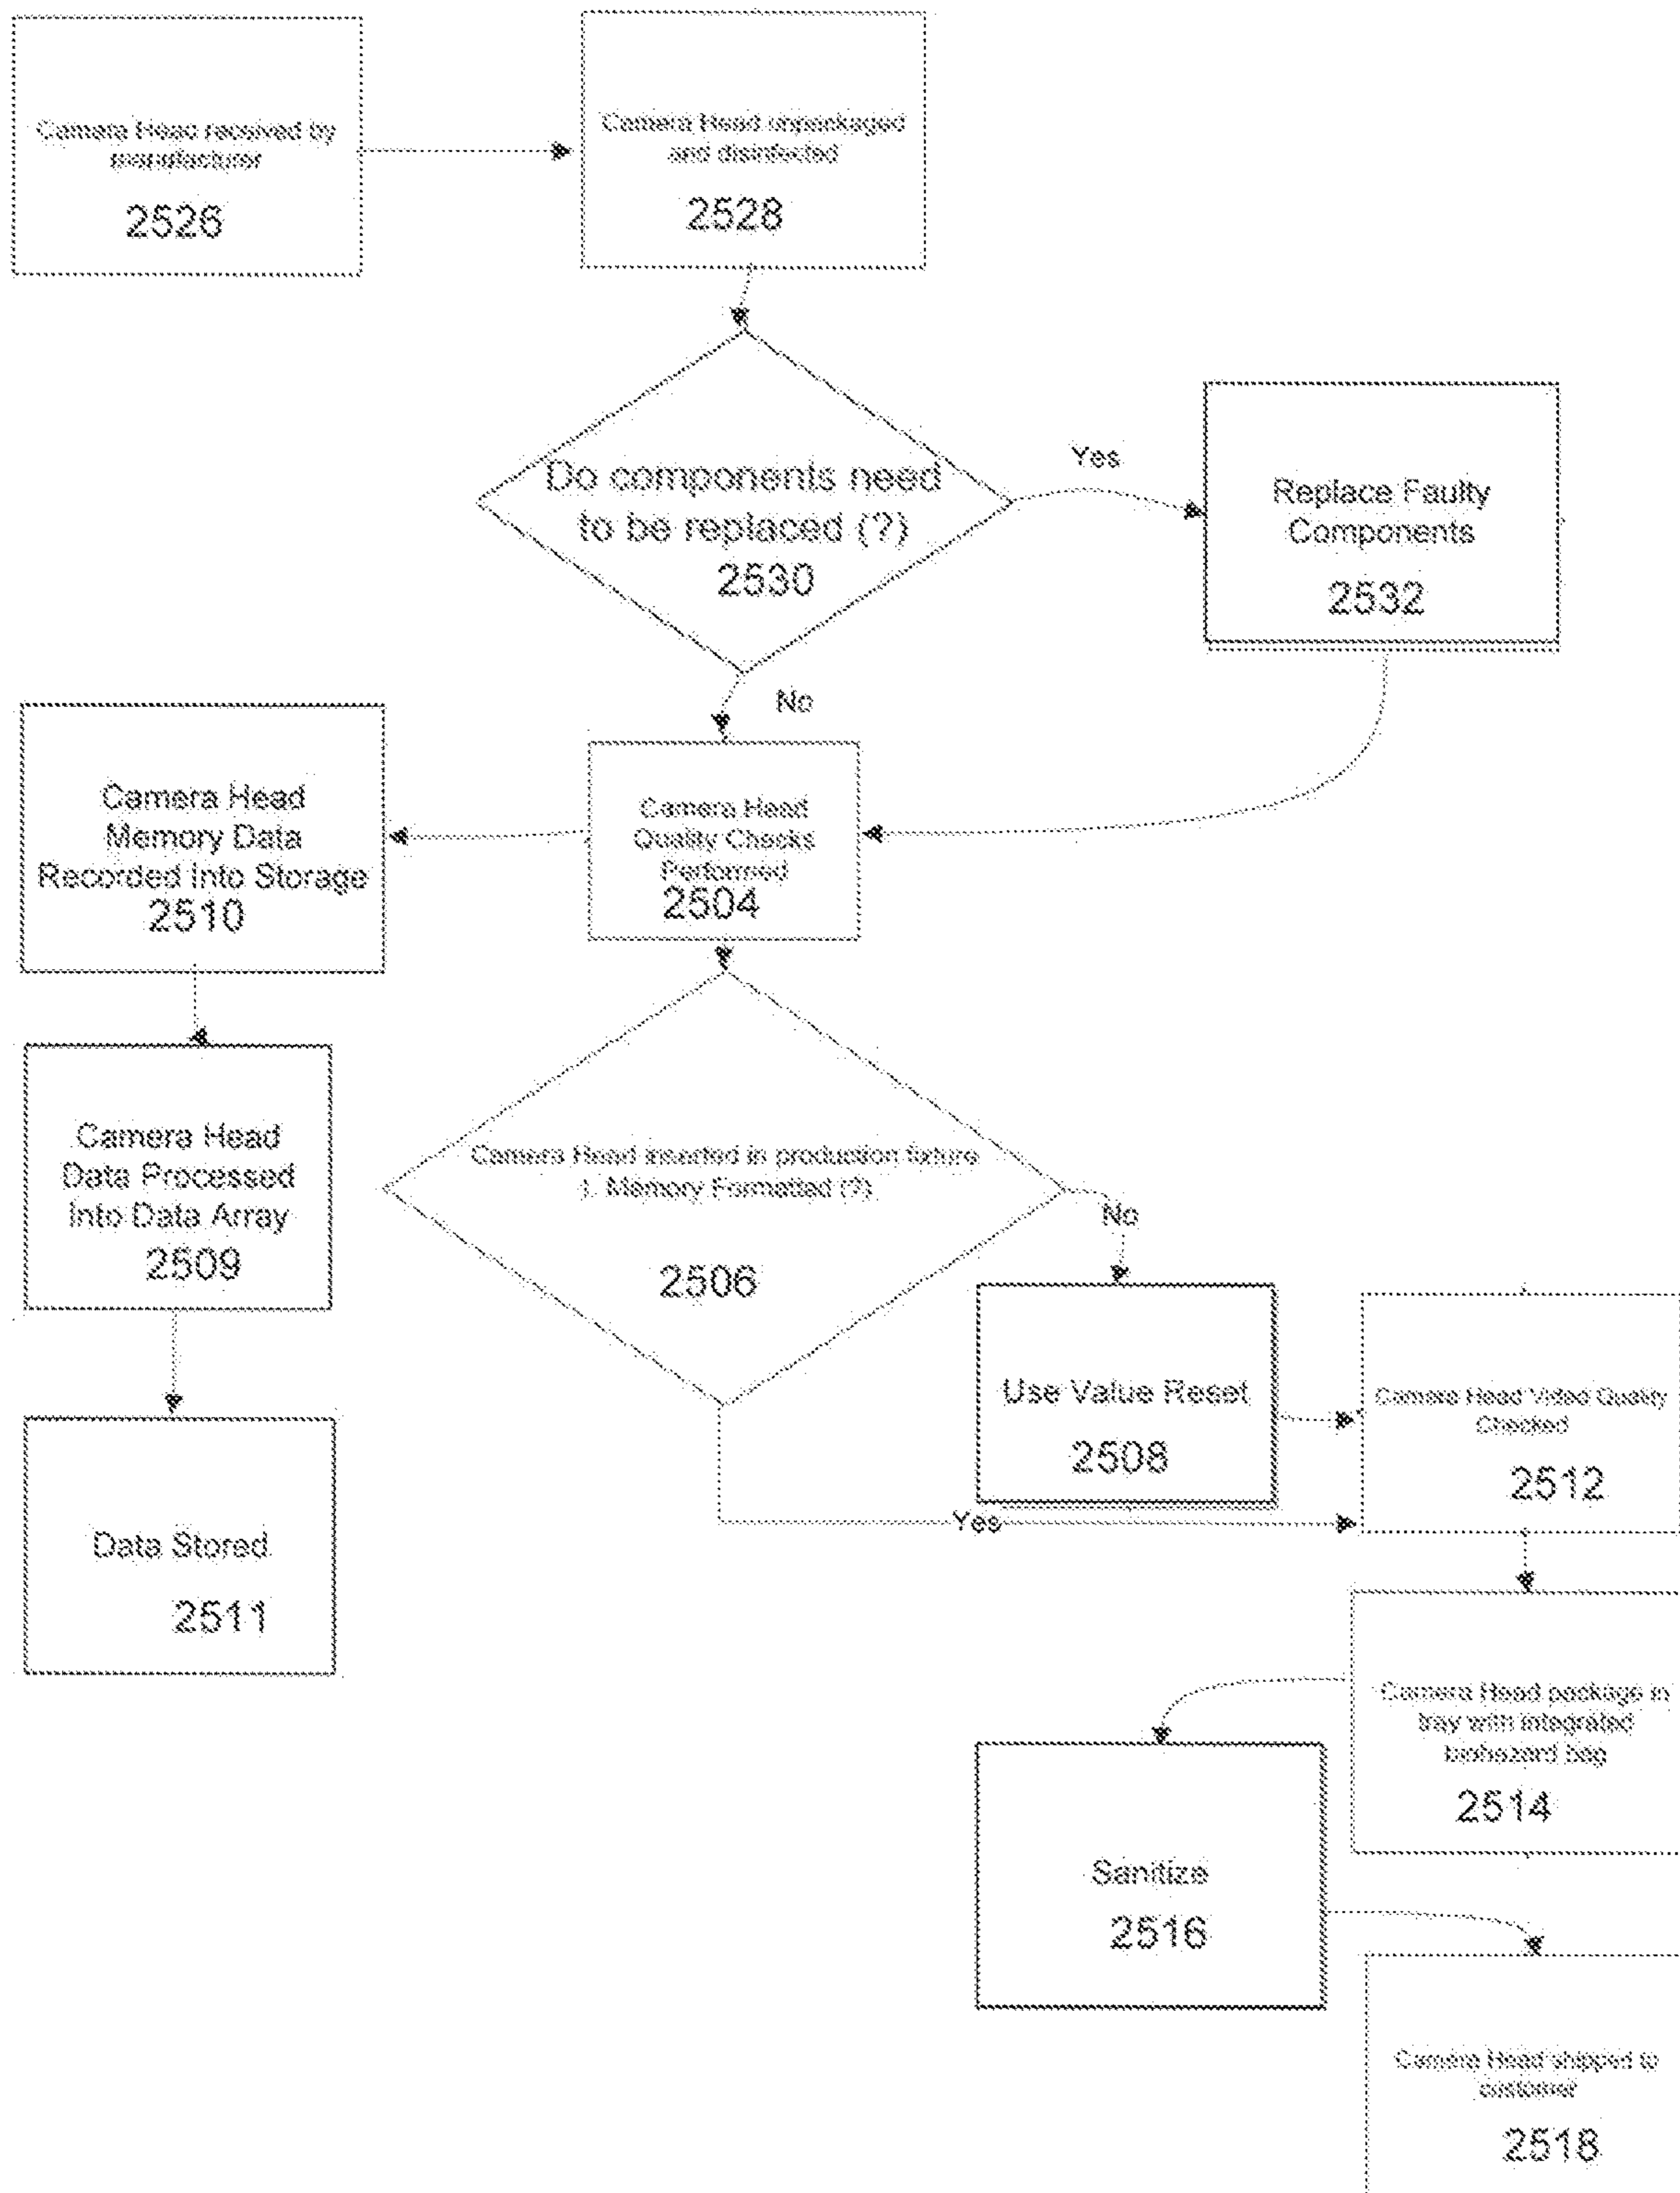 Camera Head received by
manufacturer
2526
Camera Head unpackaged
and disinfected
2528
Do components need
to be replaced (?)
2530
Yes
Replace Faulty
Components
2532
No
Camera Head
Quality Checks
Performed
2504
Camera Head
Memory Data
Recorded Into Storage
2510
Camera Head
Data Processed
Into Data Array
2509
Data Stored
2511
Camera Head inserted in production fixture
). Memory Formatted (?)
2506
No
Use Value Reset
2508
Yes
Camera Head Video Quality
Checked
2512
Camera Head package in
tray with integrated
biohazard bag
2514
Sanitize
2516
Camera Head shipped to
customer
2518